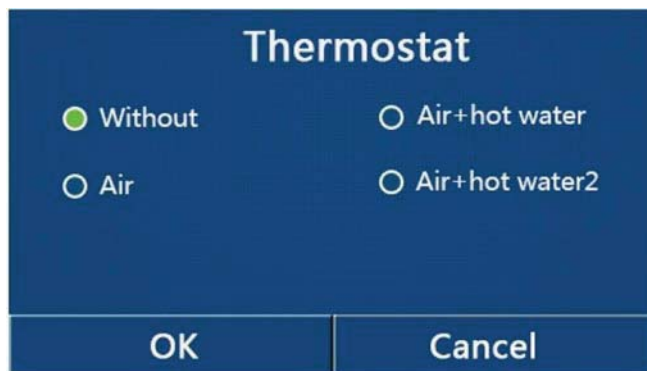 Thermostat
Without
Air+hot water
Air
Air+hot water2
OK
Cancel